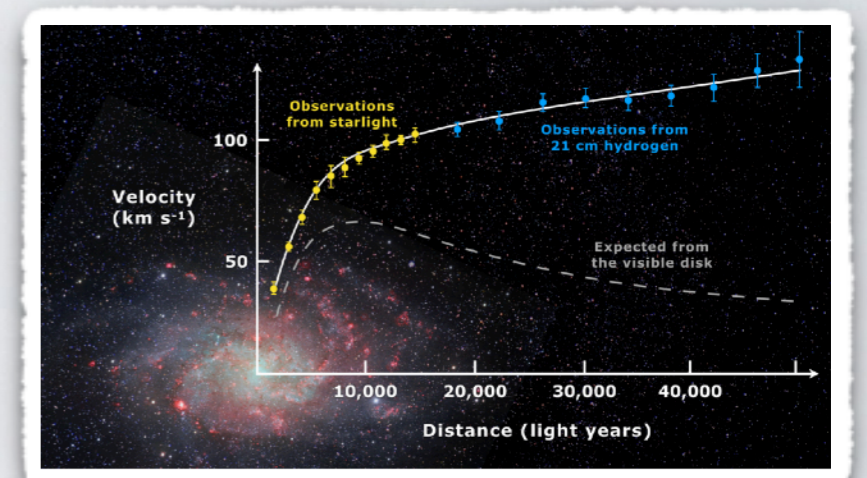 Observations
from starlight
100
Observations from
21 cm hydrogen
Velocity
(km s⁻¹)
Expected from
the visible disk
50
10,000
20,000
30,000
40,000
Distance (light years)